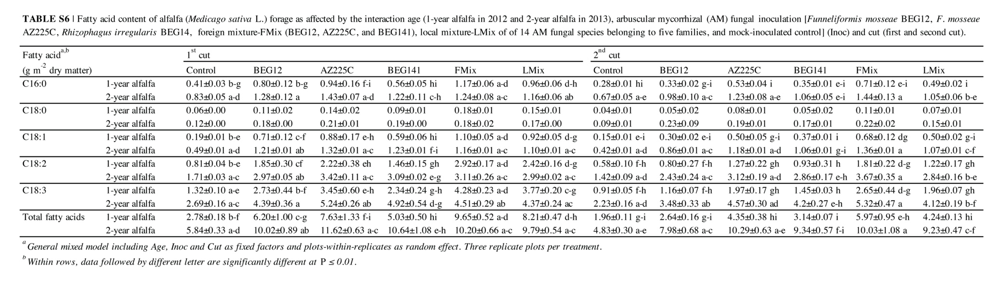 TABLE S6 | Fatty acid content of alfalfa (Medicago sativa L.) forage as affected by the interaction age (1-year alfalfa in 2012 and 2-year alfalfa in 2013), arbuscular mycorrhizal (AM) fungal inoculation [Funneliformis mosseae BEG12, F. mosseae
AZ225C, Rhizophagus irregularis BEG14, foreign mixture-FMix (BEG12, AZ225C, and BEG141), local mixture-LMix of of 14 AM fungal species belonging to five families, and mock-inoculated control] (Inoc) and cut (first and second cut).
Fatty acid^a,b 1st cut 2nd cut
(g m-2 dry matter) Control BEG12 AZ225C BEG141 FMix LMix Control BEG12 AZ225C BEG141 FMix LMix
C16:0 1-year alfalfa 0.41±0.03 b-g 0.80±0.12 b-g 0.94±0.16 f-i 0.56±0.05 hi 1.17±0.06 a-d 0.96±0.06 d-h 0.28±0.01 hi 0.33±0.02 g-i 0.53±0.04 i 0.35±0.01 e-i 0.71±0.12 e-i 0.49±0.02 i
2-year alfalfa 0.83±0.05 a-d 1.28±0.12 a 1.43±0.07 a-d 1.22±0.11 c-h 1.24±0.08 a-c 1.16±0.06 ab 0.67±0.05 a-e 0.98±0.10 a-c 1.23±0.08 a-e 1.06±0.05 e-i 1.44±0.13 a 1.05±0.06 b-e
C18:0 1-year alfalfa 0.06±0.00 0.11±0.02 0.14±0.02 0.09±0.01 0.18±0.01 0.15±0.01 0.04±0.01 0.05±0.02 0.08±0.01 0.05±0.02 0.11±0.01 0.07±0.01
2-year alfalfa 0.12±0.00 0.18±0.00 0.21±0.01 0.19±0.00 0.18±0.02 0.17±0.00 0.09±0.01 0.23±0.09 0.19±0.01 0.17±0.01 0.22±0.02 0.15±0.01
C18:1 1-year alfalfa 0.19±0.01 b-e 0.71±0.12 c-f 0.88±0.17 e-h 0.59±0.06 hi 1.10±0.05 a-d 0.92±0.05 d-g 0.15±0.01 e-i 0.30±0.02 e-i 0.50±0.05 g-i 0.37±0.01 i 0.68±0.12 dg 0.50±0.02 g-i
2-year alfalfa 0.49±0.01 a-d 1.21±0.01 ab 1.32±0.01 a-c 1.23±0.01 f-i 1.16±0.01 a-c 1.10±0.01 a-c 0.42±0.01 a-d 0.86±0.01 a-c 1.18±0.01 a-d 1.06±0.01 g-i 1.36±0.01 a 1.07±0.01 c-f
C18:2 1-year alfalfa 0.81±0.04 b-e 1.85±0.30 cf 2.22±0.38 eh 1.46±0.15 gh 2.92±0.17 a-d 2.42±0.16 d-g 0.58±0.10 f-h 0.80±0.27 f-h 1.27±0.22 gh 0.93±0.31 h 1.81±0.22 d-g 1.22±0.17 gh
2-year alfalfa 1.71±0.03 a-c 2.97±0.05 ab 3.42±0.11 a-c 3.09±0.02 e-g 3.11±0.26 a-c 2.99±0.02 a-c 1.42±0.09 a-d 2.43±0.24 a-c 3.12±0.19 a-d 2.86±0.17 e-h 3.67±0.35 a 2.84±0.16 b-e
C18:3 1-year alfalfa 1.32±0.10 a-e 2.73±0.44 b-f 3.45±0.60 e-h 2.34±0.24 g-h 4.28±0.23 a-d 3.77±0.20 c-g 0.91±0.05 f-h 1.16±0.07 f-h 1.97±0.17 gh 1.45±0.03 h 2.65±0.44 d-g 1.96±0.07 gh
2-year alfalfa 2.69±0.16 a-c 4.39±0.36 a 5.24±0.26 ab 4.92±0.54 d-g 4.51±0.29 ab 4.37±0.24 ac 2.23±0.16 a-d 3.48±0.33 ab 4.57±0.30 ad 4.2±0.27 e-h 5.32±0.47 a 4.12±0.19 b-f
Total fatty acids 1-year alfalfa 2.78±0.18 b-f 6.20±1.00 c-g 7.63±1.33 f-i 5.03±0.50 hi 9.65±0.52 a-d 8.21±0.47 d-h 1.96±0.11 g-i 2.64±0.16 g-i 4.35±0.38 hi 3.14±0.07 i 5.97±0.95 e-h 4.24±0.13 hi
2-year alfalfa 5.84±0.33 a-d 10.02±0.89 ab 11.62±0.63 a-c 10.64±1.08 e-h 10.20±0.66 a-c 9.79±0.54 a-c 4.83±0.30 a-e 7.98±0.68 a-c 10.29±0.63 a-e 9.34±0.57 f-i 10.03±1.08 a 9.23±0.47 c-f
a General mixed model including Age, Inoc and Cut as fixed factors and plots-within-replicates as random effect. Three replicate plots per treatment.
b Within rows, data followed by different letter are significantly different at P ≤ 0.01.